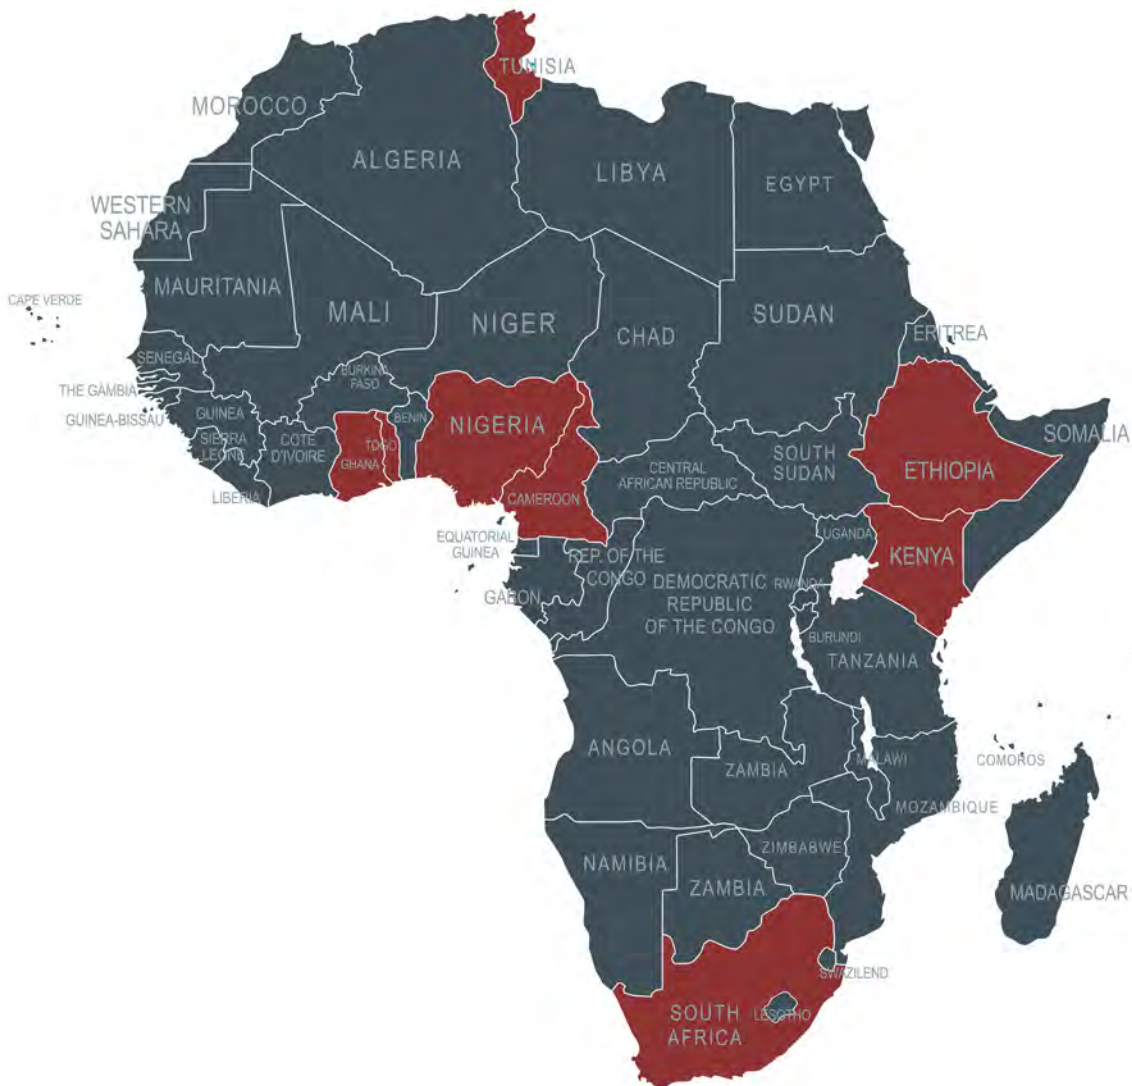 TUNISIA
MOROCCO
ALGERIA
LIBYA
EGYPT
WESTERN
SAHARA
MAURITANIA
CAPE VERDE
MALI
NIGER
CHAD
SUDAN
ERITREA
SENEGAL
THE GAMBIA
GUINEA-BISSAU
GUINEA
BURKINA
FASO
BENIN
NIGERIA
TOGO
GHANA
COTE
D'IVOIRE
SIERRA
LEONE
LIBERIA
CAMEROON
CENTRAL
AFRICAN REPUBLIC
SOUTH
SUDAN
ETHIOPIA
SOMALIA
EQUATORIAL
GUINEA
GABON
REP. OF THE
CONGO
DEMOCRATIC
REPUBLIC
OF THE CONGO
UGANDA
KENYA
RWANDA
BURUNDI
TANZANIA
ANGOLA
ZAMBIA
MALAWI
COMOROS
MOZAMBIQUE
NAMIBIA
ZAMBIA
ZIMBABWE
MADAGASCAR
SWAZILEND
SOUTH
AFRICA
LESOTHO